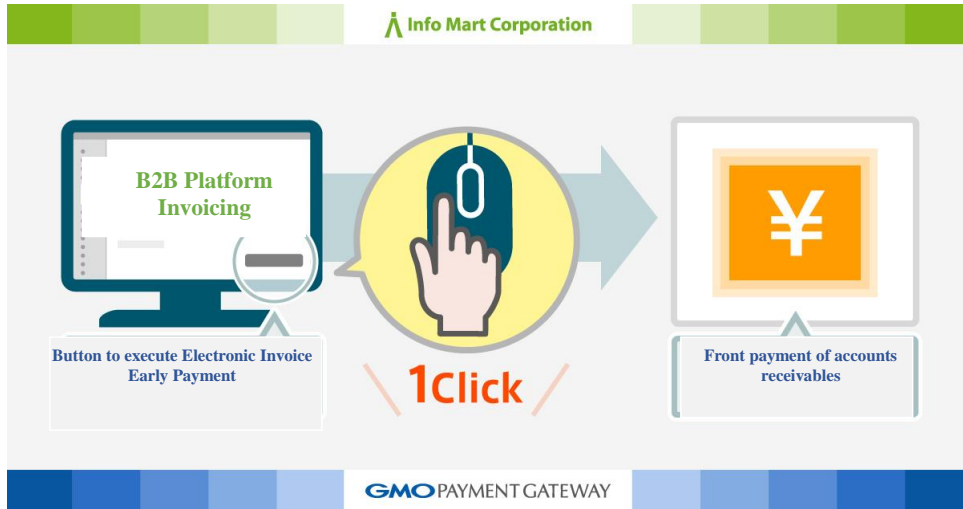 Info Mart Corporation
B2B Platform
Invoicing
Button to execute Electronic Invoice
Early Payment
1Click
¥
Front payment of accounts
receivables
GMO PAYMENT GATEWAY